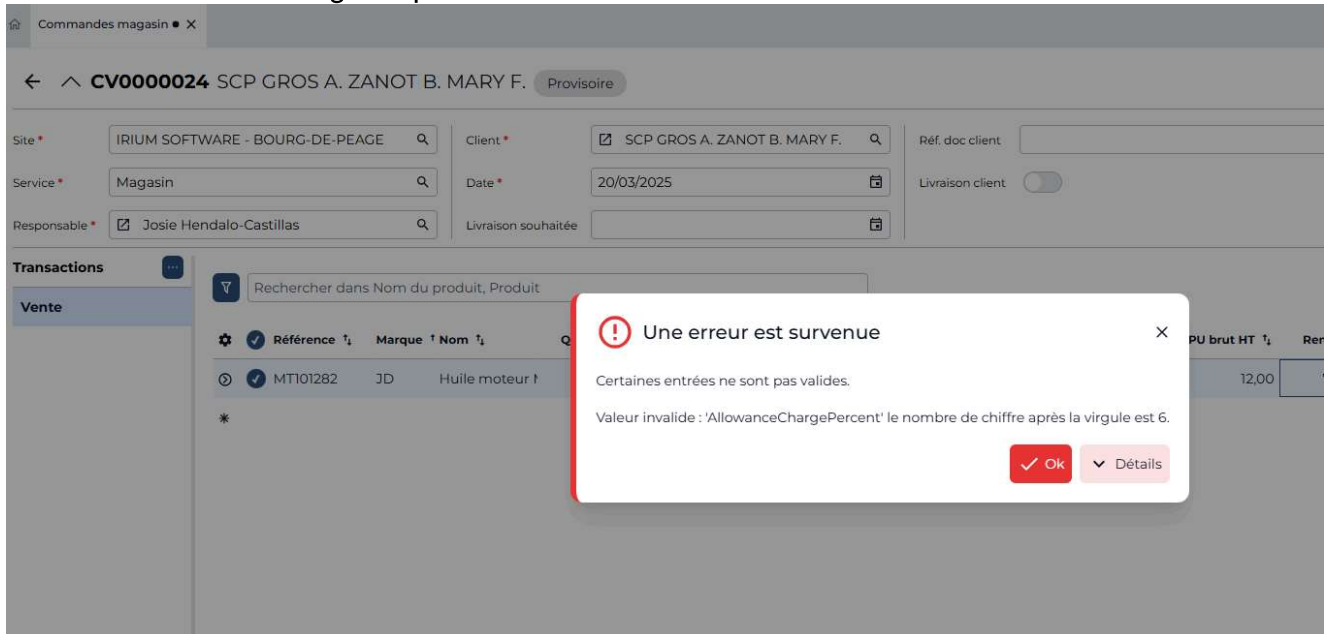 Commandes magasin
CV0000024 SCP GROS A. ZANOT B. MARY F. Provisoire
Site * IRIUM SOFTWARE - BOURG-DE-PEAGE Client * SCP GROS A. ZANOT B. MARY F. Réf. doc client
Service * Magasin Date * 20/03/2025 Livraison client
Responsable * Josie Hendalo-Castillas Livraison souhaitée
Transactions
Rechercher dans Nom du produit, Produit
Vente
Une erreur est survenue
Référence Marque Nom Q PU brut HT Rer
MT101282 JD Huile moteur 12,00
Certaines entrées ne sont pas valides.
Valeur invalide : 'AllowanceChargePercent' le nombre de chiffre après la virgule est 6.
Ok Détails